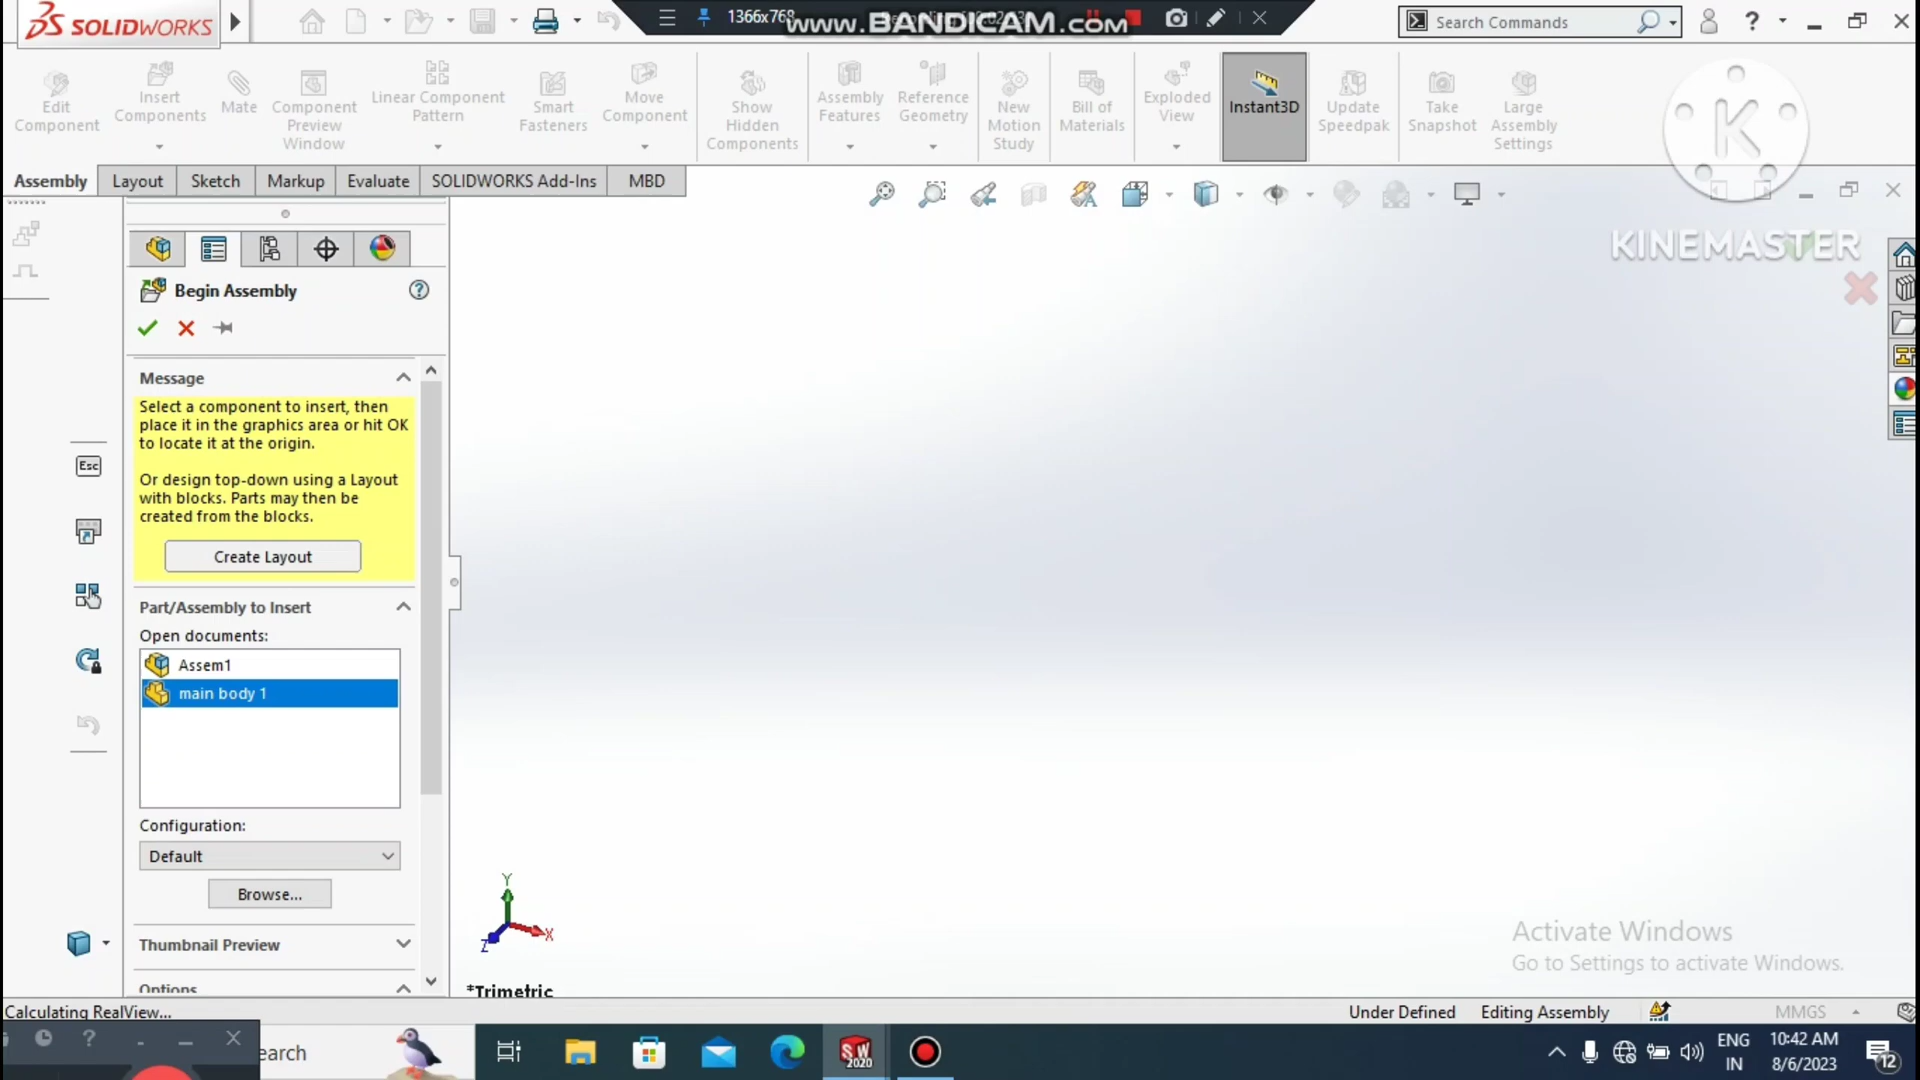 SOLIDWORKS
1366x768
www.BANDICAM.com
Search Commands
?
Edit Component
Insert Components
Mate
Component Preview Window
Linear Component Pattern
Smart Fasteners
Move Component
Show Hidden Components
Assembly Features
Reference Geometry
New Motion Study
Bill of Materials
Exploded View
Instant3D
Update Speedpak
Take Snapshot
Large Assembly Settings
K
KINEMASTER
Assembly
Layout
Sketch
Markup
Evaluate
SOLIDWORKS Add-Ins
MBD
Begin Assembly
?
Message
Select a component to insert, then
place it in the graphics area or hit OK
to locate it at the origin.
Or design top-down using a Layout
with blocks. Parts may then be
created from the blocks.
Create Layout
Esc
Part/Assembly to Insert
Open documents:
Assem1
main body 1
Configuration:
Default
Browse...
Thumbnail Preview
Options
Y
X
Z
*Trimetric
Activate Windows
Go to Settings to activate Windows.
Calculating RealView...
Under Defined
Editing Assembly
MMGS
?
earch
SW
2020
ENG
IN
10:42 AM
8/6/2023
12